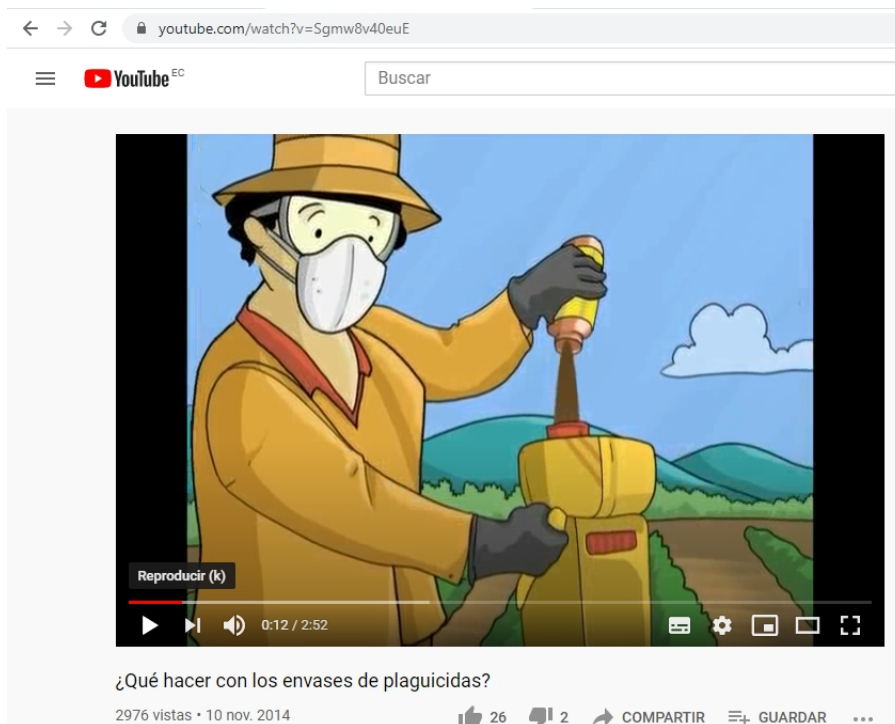 youtube.com/watch?v=Sgmw8v40euE
YouTube EC
Buscar
Reproducir (k)
0:12 / 2:52
¿Qué hacer con los envases de plaguicidas?
2976 vistas • 10 nov. 2014
26
2
COMPARTIR
GUARDAR